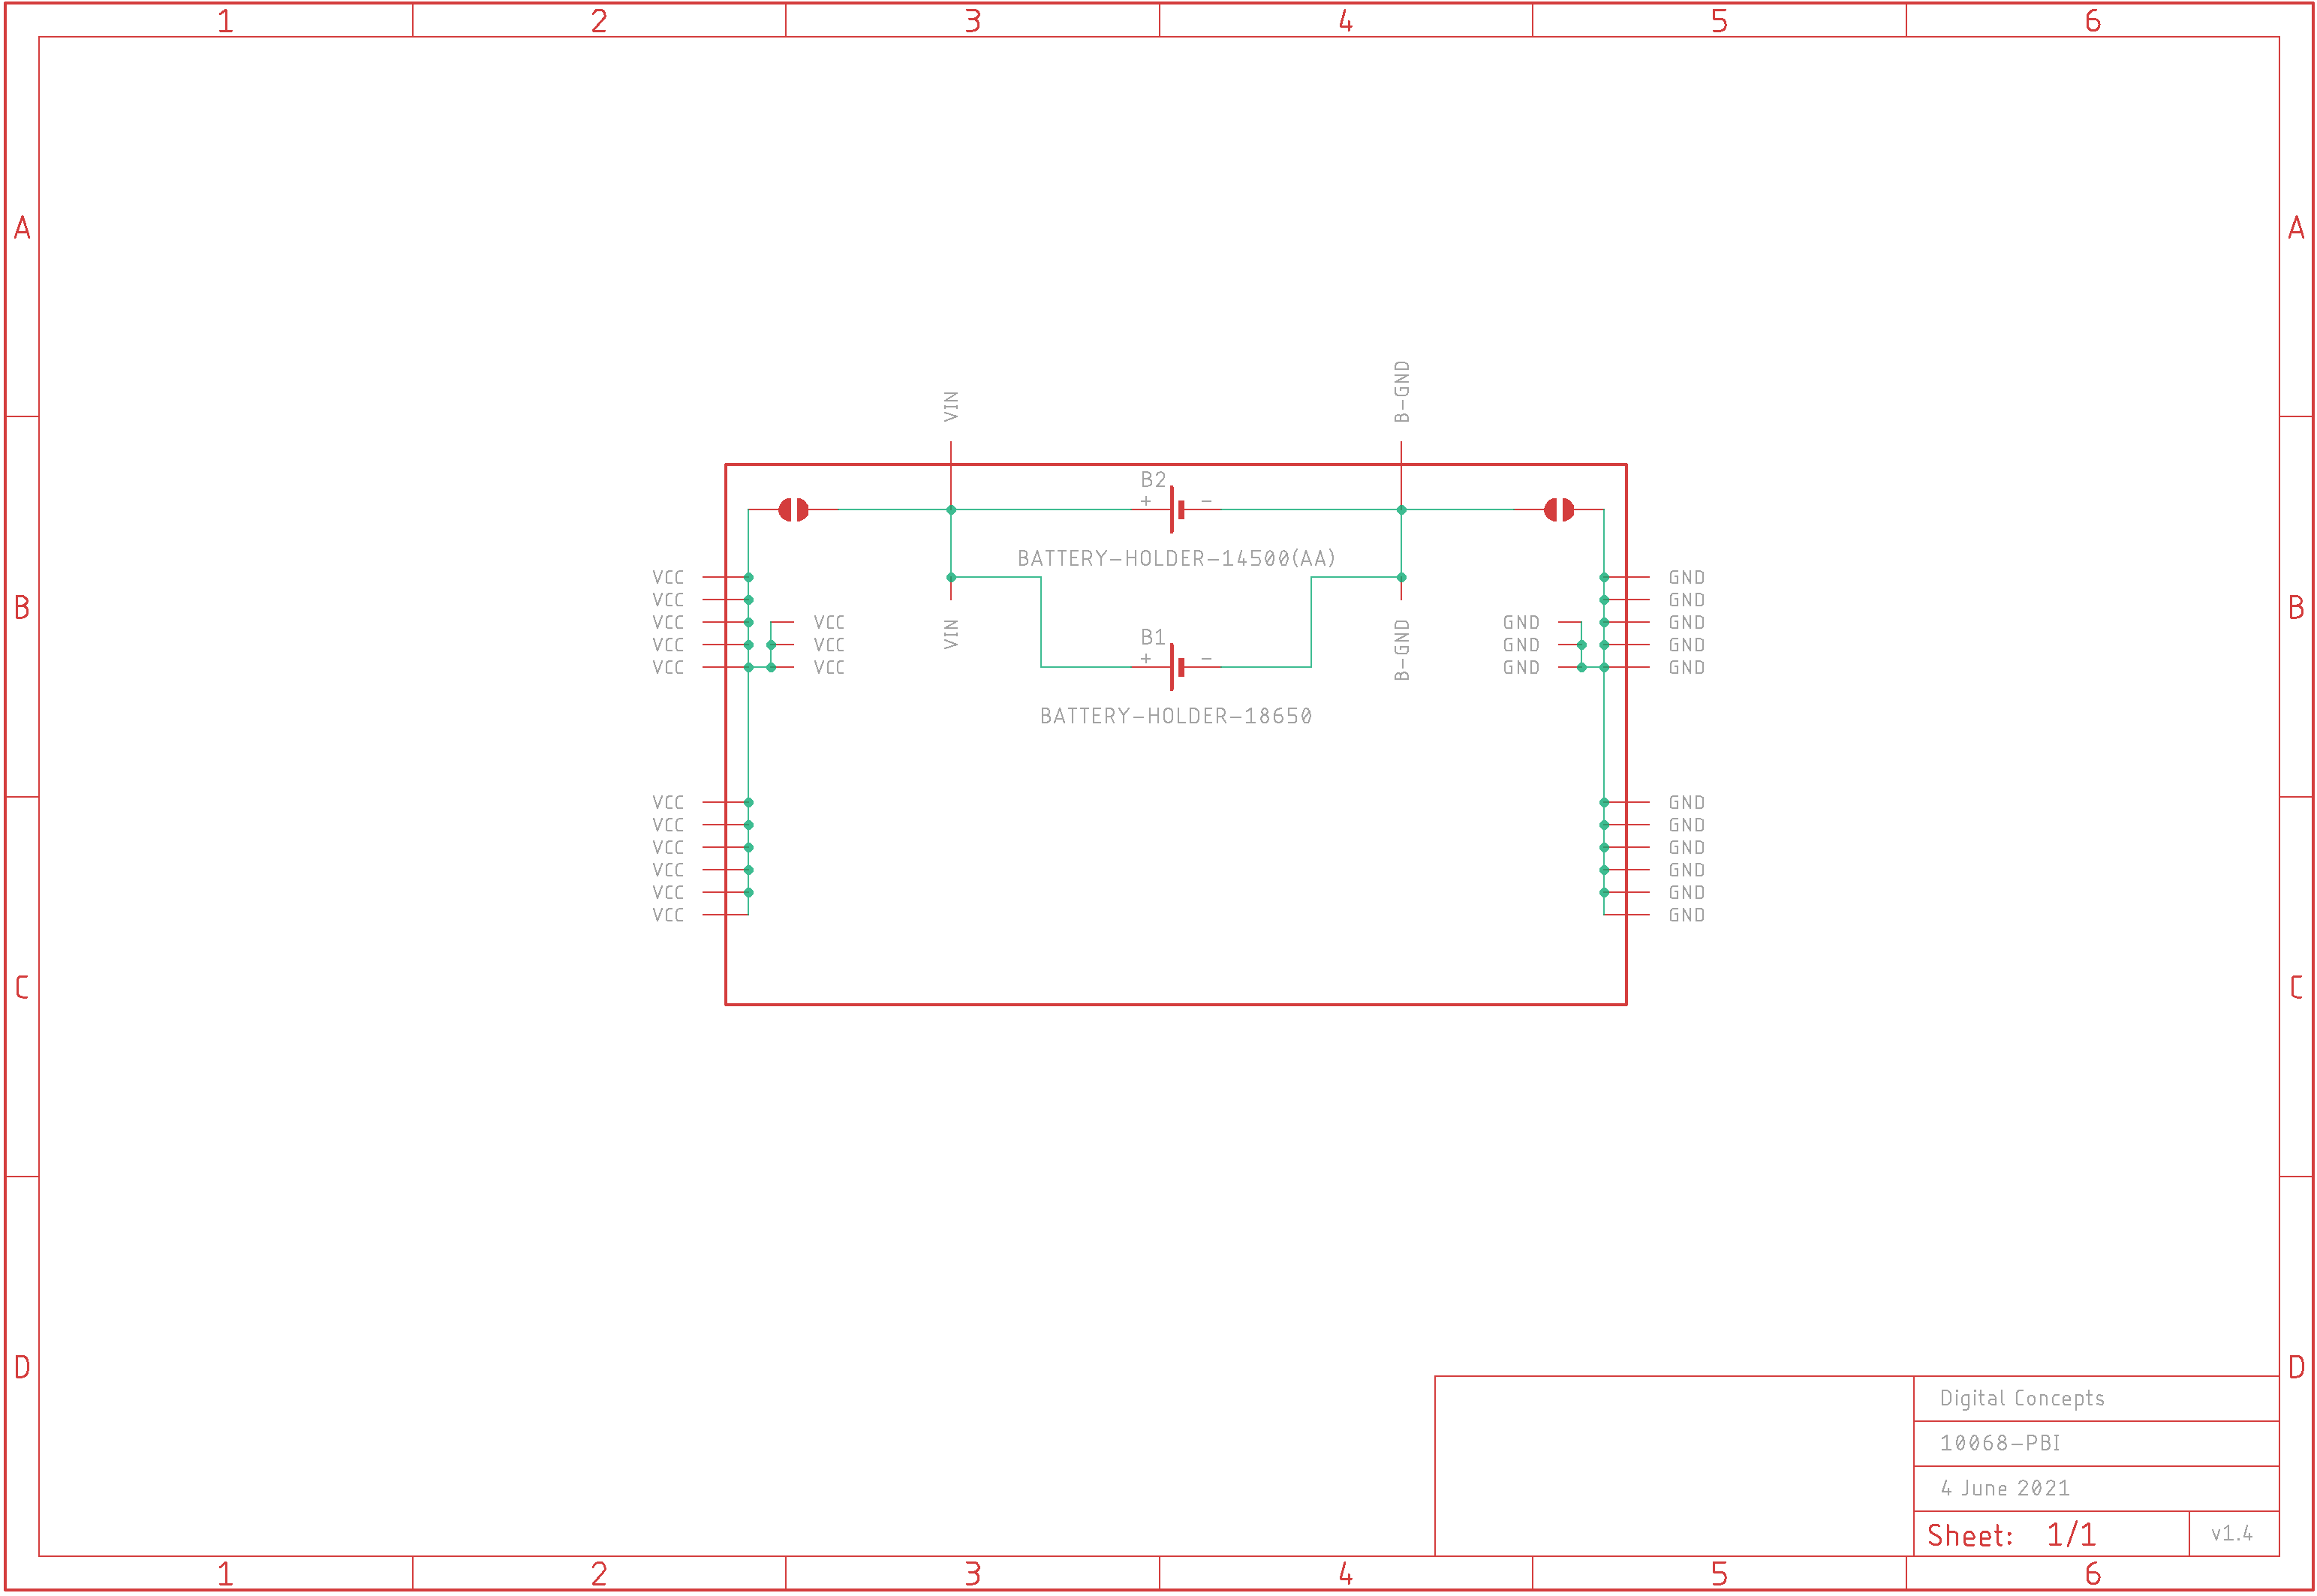 1 2 3 4 5 6
A A
VIN B-GND
B2
+ -
BATTERY-HOLDER-14500(AA)
B B
VCC GND
VCC GND
VCC VCC GND GND
VCC VCC GND GND
VCC VCC GND GND
VIN B-GND
B1
+ -
BATTERY-HOLDER-18650
VCC GND
VCC GND
VCC GND
VCC GND
VCC GND
VCC GND
C C
D D
Digital Concepts
10068-PBI
4 June 2021
Sheet: 1/1 v1.4
1 2 3 4 5 6